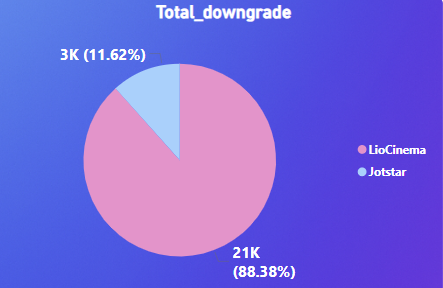 Total_downgrade
3K (11.62%)
LioCinema
Jotstar
21K
(88.38%)